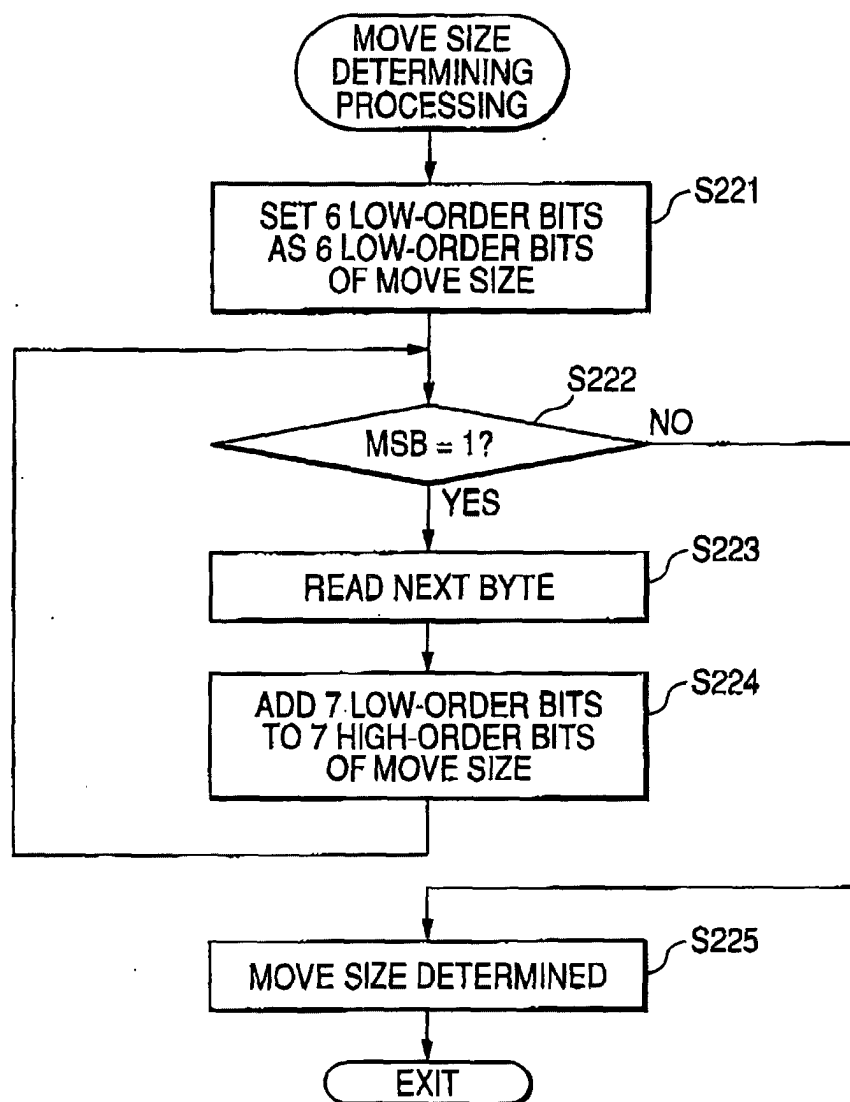 MOVE SIZE
DETERMINING
PROCESSING
S221
SET 6 LOW-ORDER BITS
AS 6 LOW-ORDER BITS
OF MOVE SIZE
S222
MSB = 1?
NO
YES
S223
READ NEXT BYTE
S224
ADD 7 LOW-ORDER BITS
TO 7 HIGH-ORDER BITS
OF MOVE SIZE
S225
MOVE SIZE DETERMINED
EXIT